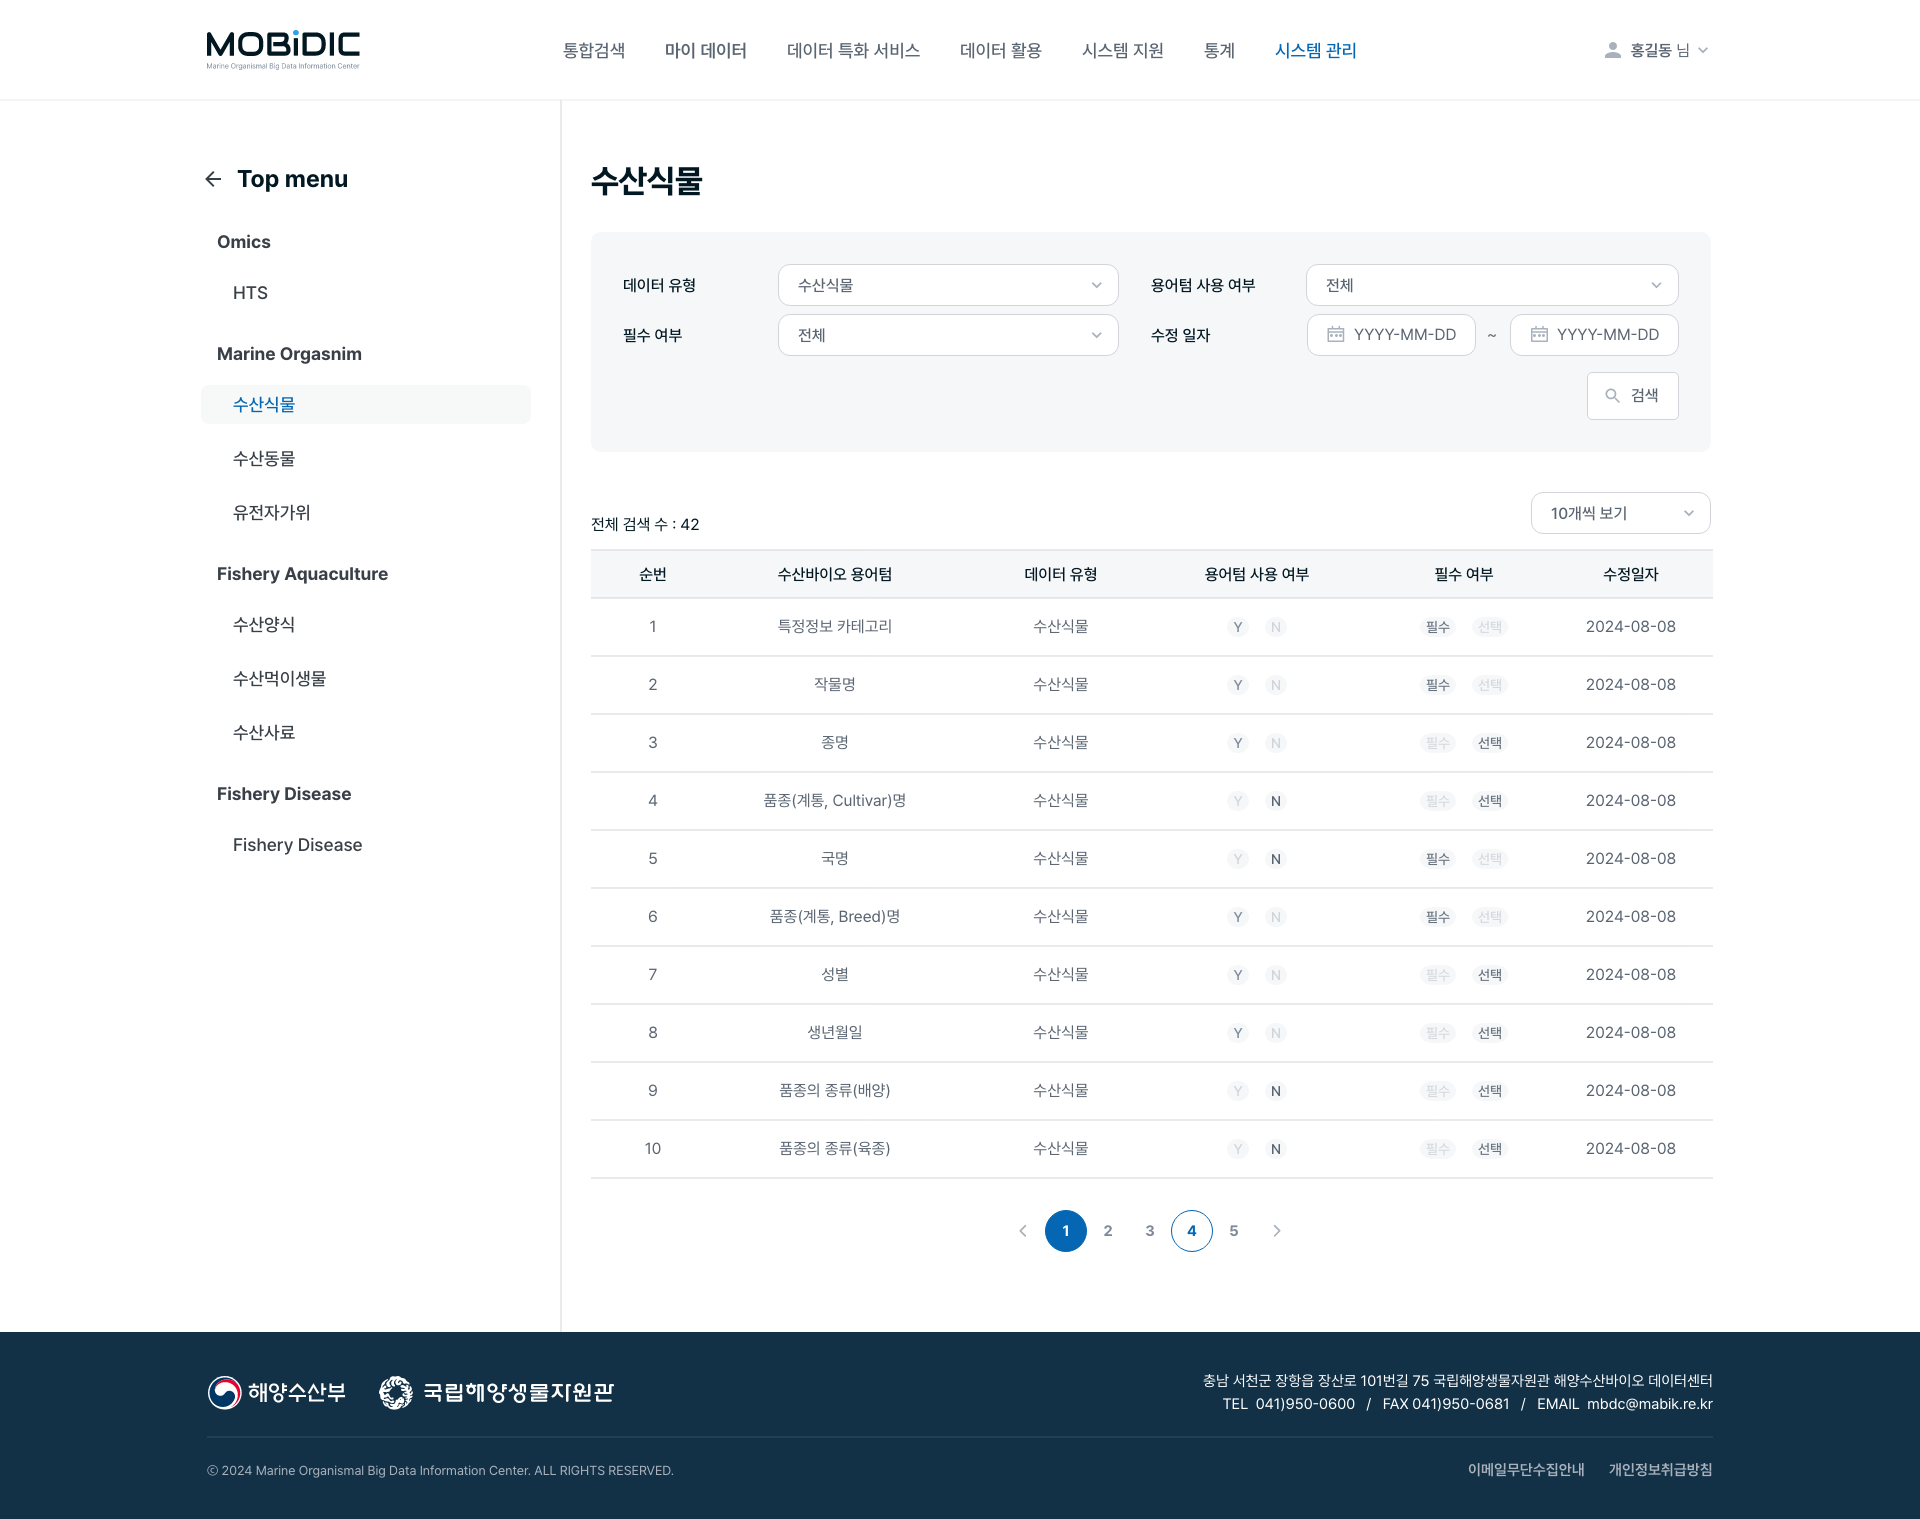 MOBiDIC
Marine Organismal Big Data Information Center
통합검색 마이 데이터 데이터 특화 서비스 데이터 활용 시스템 지원 통계 시스템 관리
홍길동 님
Top menu
Omics
HTS
Marine Orgasnim
수산식물
수산동물
유전자가위
Fishery Aquaculture
수산양식
수산먹이생물
수산사료
Fishery Disease
Fishery Disease
수산식물
데이터 유형 수산식물 용어텀 사용 여부 전체
필수 여부 전체 수정 일자 YYYY-MM-DD ~ YYYY-MM-DD
검색
전체 검색 수 : 42
10개씩 보기
순번 수산바이오 용어텀 데이터 유형 용어텀 사용 여부 필수 여부 수정일자
1 특정정보 카테고리 수산식물 Y N 필수 선택 2024-08-08
2 작물명 수산식물 Y N 필수 선택 2024-08-08
3 종명 수산식물 Y N 필수 선택 2024-08-08
4 품종(계통, Cultivar)명 수산식물 Y N 필수 선택 2024-08-08
5 국명 수산식물 Y N 필수 선택 2024-08-08
6 품종(계통, Breed)명 수산식물 Y N 필수 선택 2024-08-08
7 성별 수산식물 Y N 필수 선택 2024-08-08
8 생년월일 수산식물 Y N 필수 선택 2024-08-08
9 품종의 종류(배양) 수산식물 Y N 필수 선택 2024-08-08
10 품종의 종류(육종) 수산식물 Y N 필수 선택 2024-08-08
1 2 3 4 5
해양수산부 국립해양생물자원관
충남 서천군 장항읍 장산로 101번길 75 국립해양생물자원관 해양수산바이오 데이터센터
TEL 041)950-0600 / FAX 041)950-0681 / EMAIL mbdc@mabik.re.kr
ⓒ 2024 Marine Organismal Big Data Information Center. ALL RIGHTS RESERVED.
이메일무단수집안내 개인정보취급방침